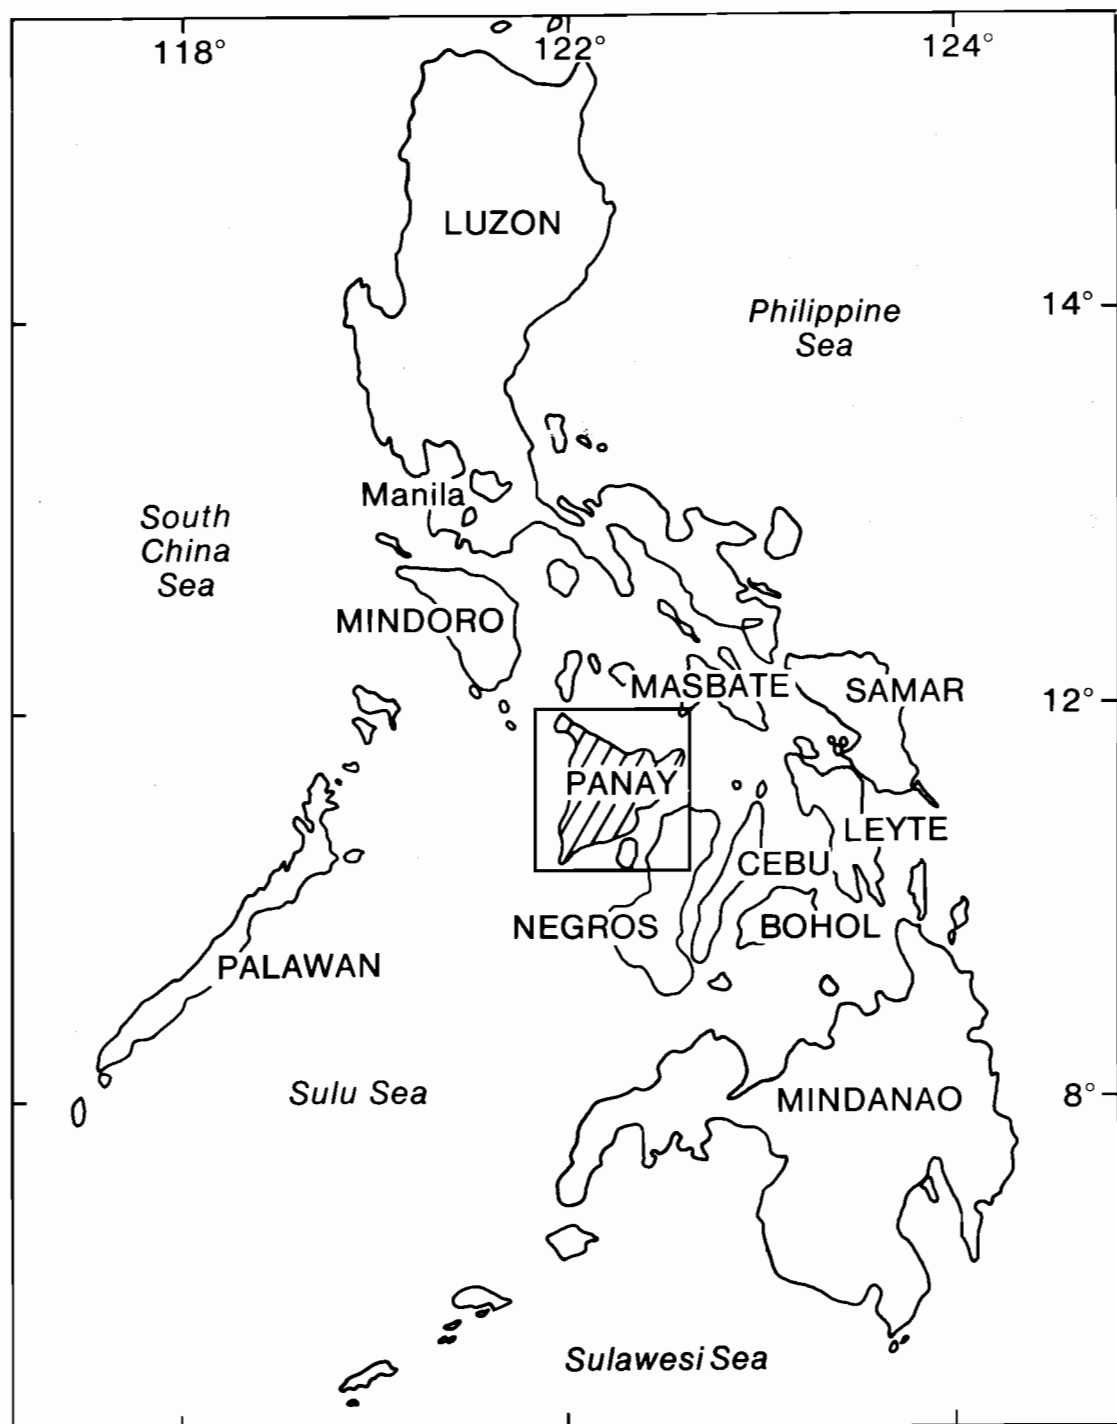 118°
122°
124°
LUZON
14°
Philippine
Sea
Manila
South
China
Sea
MINDORO
MASBATE
SAMAR
12°
PANAY
LEYTE
CEBU
NEGROS
BOHOL
PALAWAN
Sulu Sea
MINDANAO
8°
Sulawesi Sea